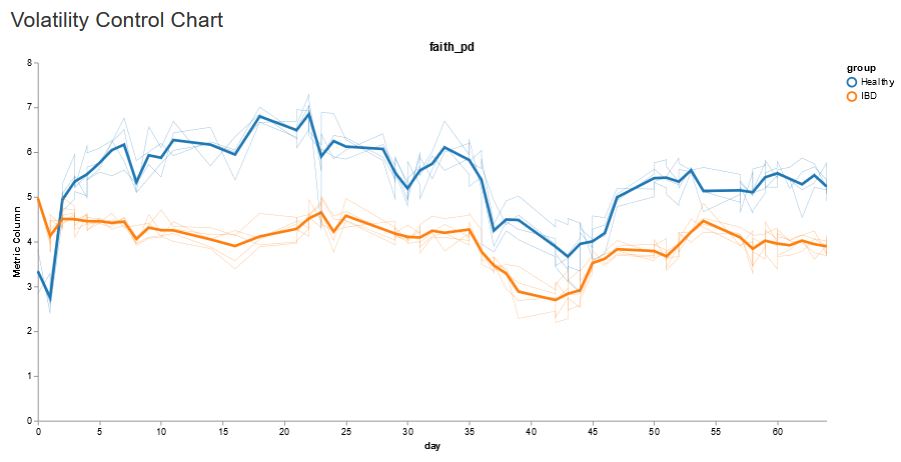 Volatility Control Chart
faith_pd
group
Healthy
IBD
Metric Column
8
7
6
5
4
3
2
1
0
0 5 10 15 20 25 30 35 40 45 50 55 60
day